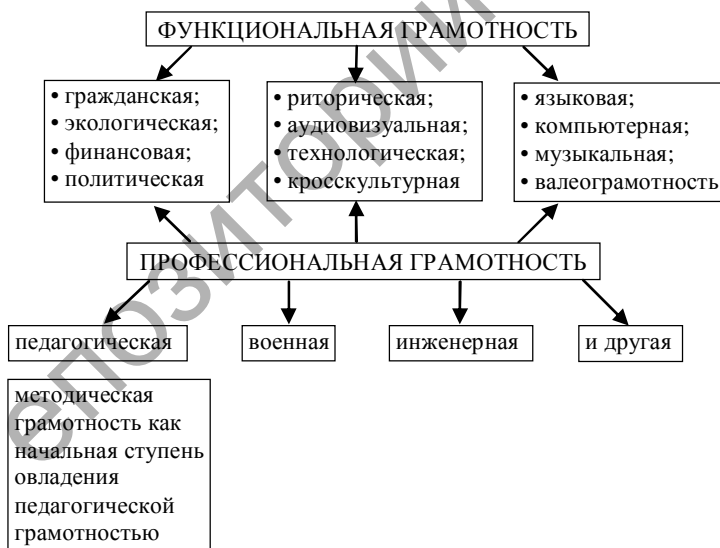 ФУНКЦИОНАЛЬНАЯ ГРАМОТНОСТЬ
• гражданская;
• экологическая;
• финансовая;
• политическая
• риторическая;
• аудиовизуальная;
• технологическая;
• кросскультурная
• языковая;
• компьютерная;
• музыкальная;
• валеограмотность
ПРОФЕССИОНАЛЬНАЯ ГРАМОТНОСТЬ
педагогическая
военная
инженерная
и другая
методическая
грамотность как
начальная ступень
овладения
педагогической
грамотностью
епозитории